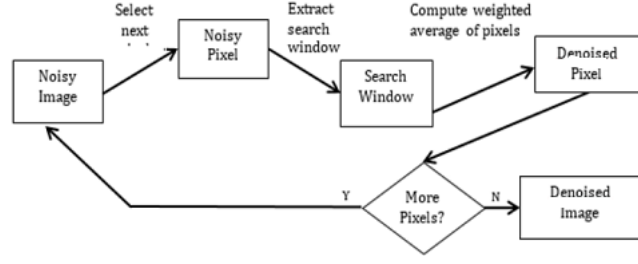 Select
next
Extract
search
window
Compute weighted
average of pixels
Noisy
Image
Noisy
Pixel
Search
Window
Denoised
Pixel
More
Pixels?
Y
N
Denoised
Image